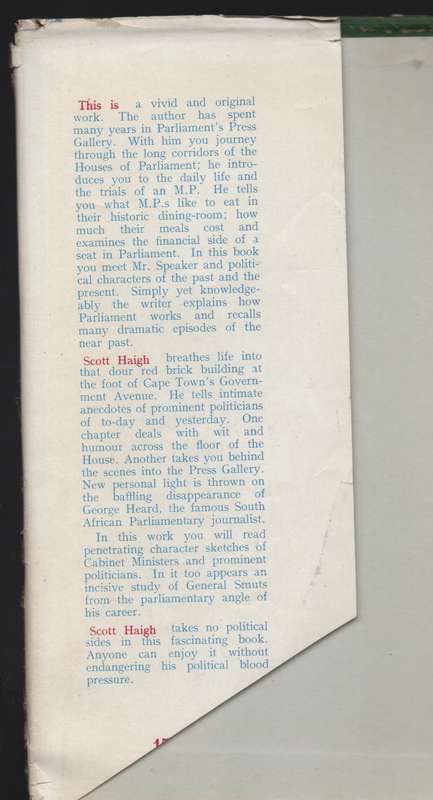 This is a vivid and original
work. The author has spent
many years in Parliament's Press
Gallery. With him you journey
through the long corridors of the
Houses of Parliament; he intro-
duces you to the daily life and
the trials of an M.P. He tells
you what M.P.s like to eat in
their historic dining-room; how
much their meals cost and
examines the financial side of a
seat in Parliament. In this book
you meet Mr. Speaker and politi-
cal characters of the past and the
present. Simply yet knowledge-
ably the writer explains how
Parliament works and recalls
many dramatic episodes of the
near past.
Scott Haigh breathes life into
that dour red brick building at
the foot of Cape Town's Govern-
ment Avenue. He tells intimate
anecdotes of prominent politicians
of to-day and yesterday. One
chapter deals with wit and
humour across the floor of the
House. Another takes you behind
the scenes into the Press Gallery.
New personal light is thrown on
the baffling disappearance of
George Heard, the famous South
African Parliamentary journalist.
In this work you will read
penetrating character sketches of
Cabinet Ministers and prominent
politicians. In it too appears an
incisive study of General Smuts
from the parliamentary angle of
his career.
Scott Haigh takes no political
sides in this fascinating book.
Anyone can enjoy it without
endangering his political blood
pressure.